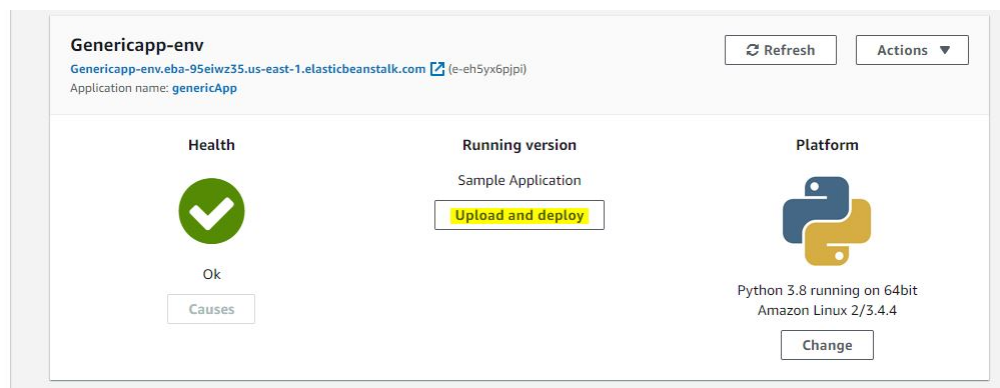 Genericapp-env
Genericapp-env.eba-95eiwz35.us-east-1.elasticbeanstalk.com (e-eh5yx6pjpi)
Application name: genericApp
Refresh
Actions
Health
Ok
Causes
Running version
Sample Application
Upload and deploy
Platform
Python 3.8 running on 64bit
Amazon Linux 2/3.4.4
Change